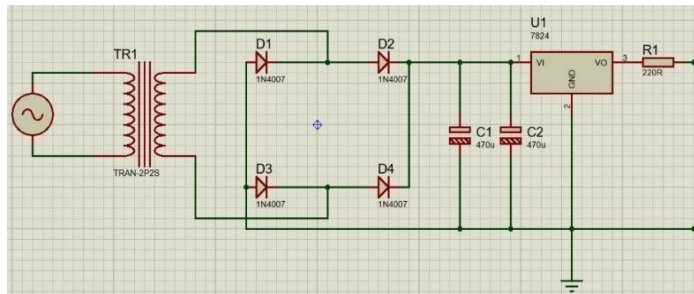 TR1
TRAN-2P2S
D1
1N4007
D2
1N4007
D3
1N4007
D4
1N4007
C1
470u
C2
470u
U1
7824
1
VI
VO
3
GND
2
R1
220R